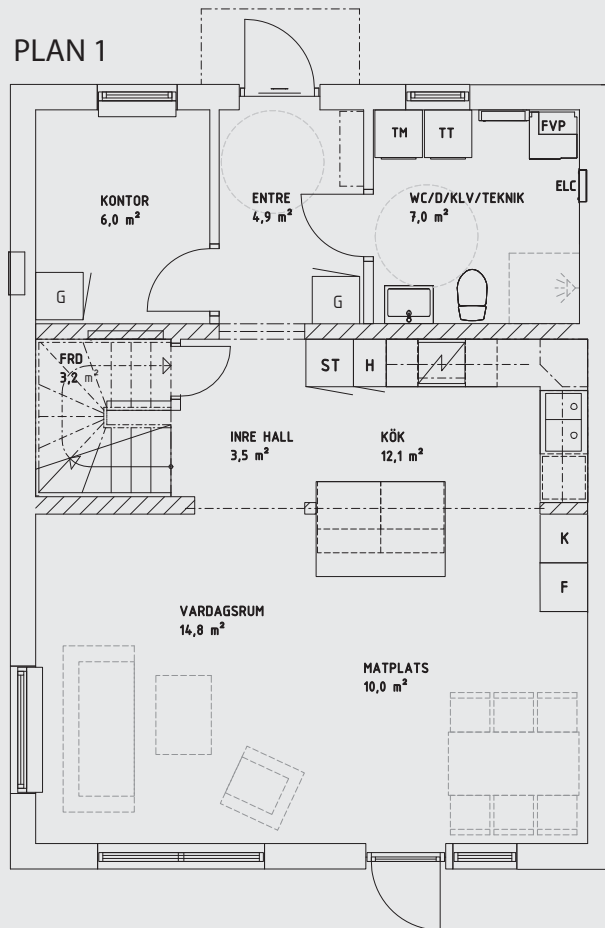 PLAN 1
TM
TT
FVP
KONTOR
6,0 m²
ENTRE
4,9 m²
WC/D/KLV/TEKNIK
7,0 m²
ELC
G
G
FRD
3,2 m²
ST
H
INRE HALL
3,5 m²
KÖK
12,1 m²
K
F
VARDAGSRUM
14,8 m²
MATPLATS
10,0 m²